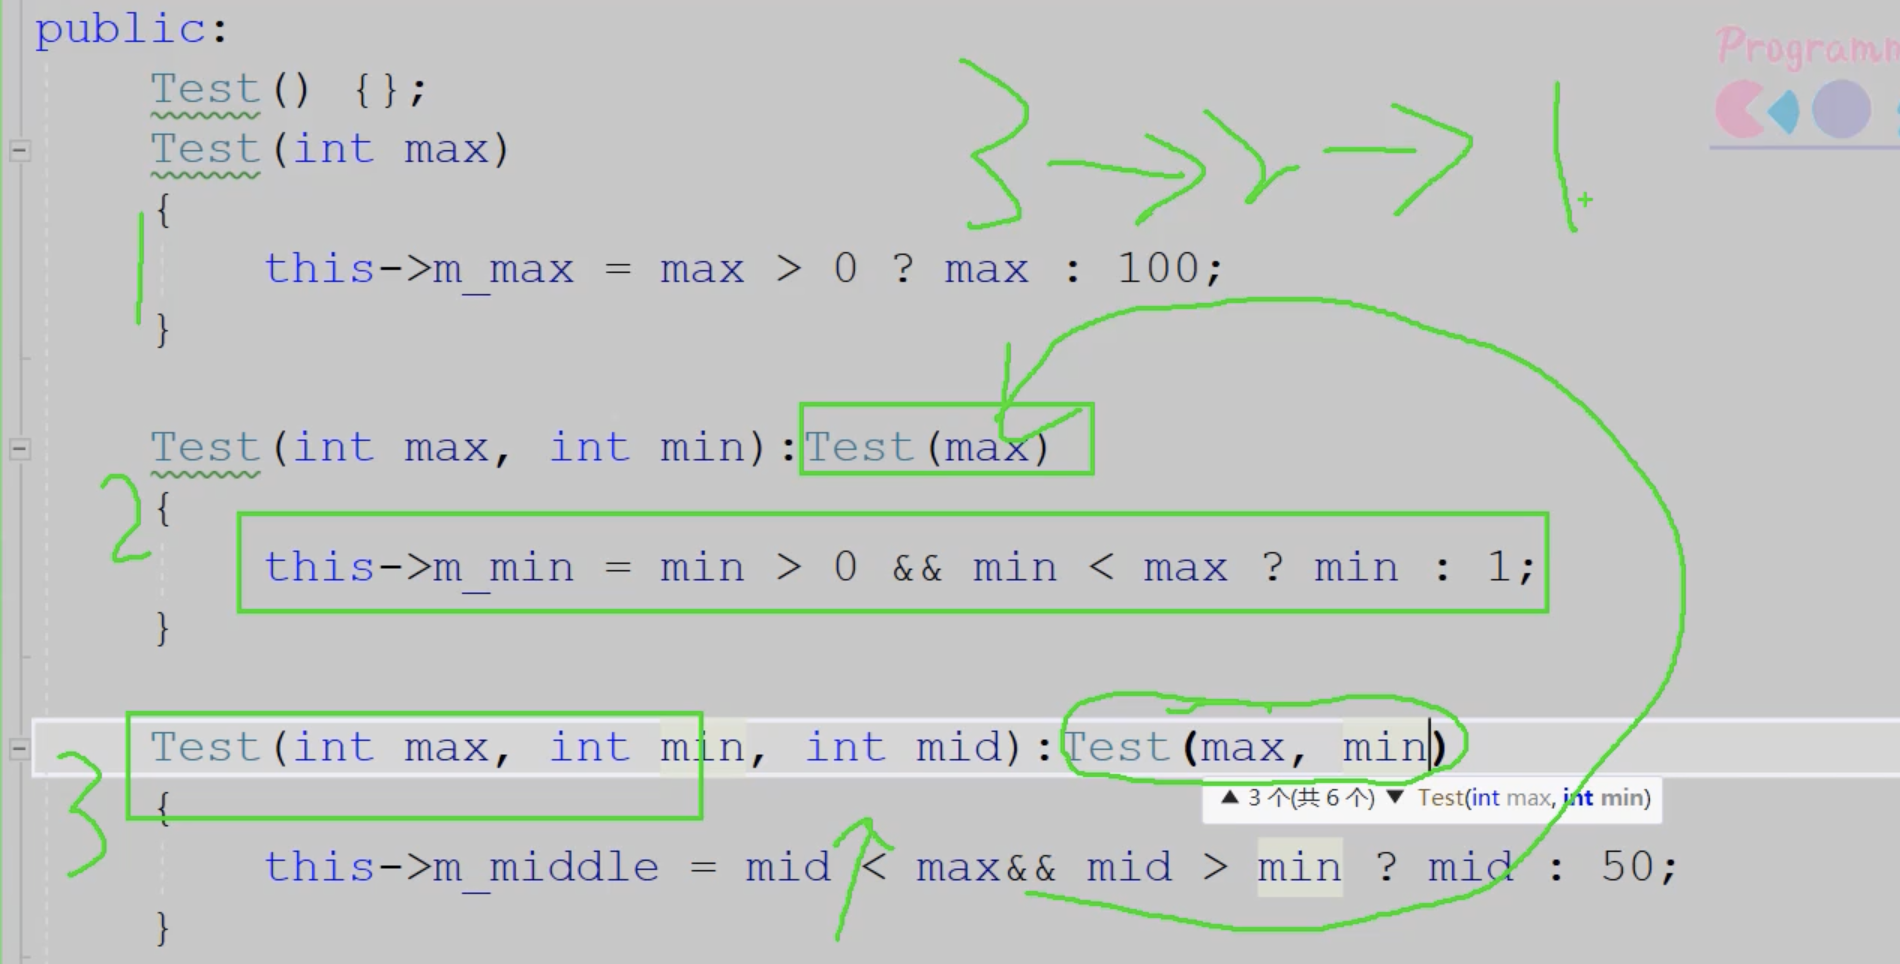 public:
Programm
Test() {};
Test(int max)
{
3 → 2 → 1
this->m_max = max > 0 ? max : 100;
1
}
Test(int max, int min):Test(max)
2
{
this->m_min = min > 0 && min < max ? min : 1;
}
Test(int max, int min, int mid):Test(max, min)
3
{
▲ 3 个(共 6 个) ▼ Test(int max, int min)
this->m_middle = mid < max&& mid > min ? mid : 50;
}